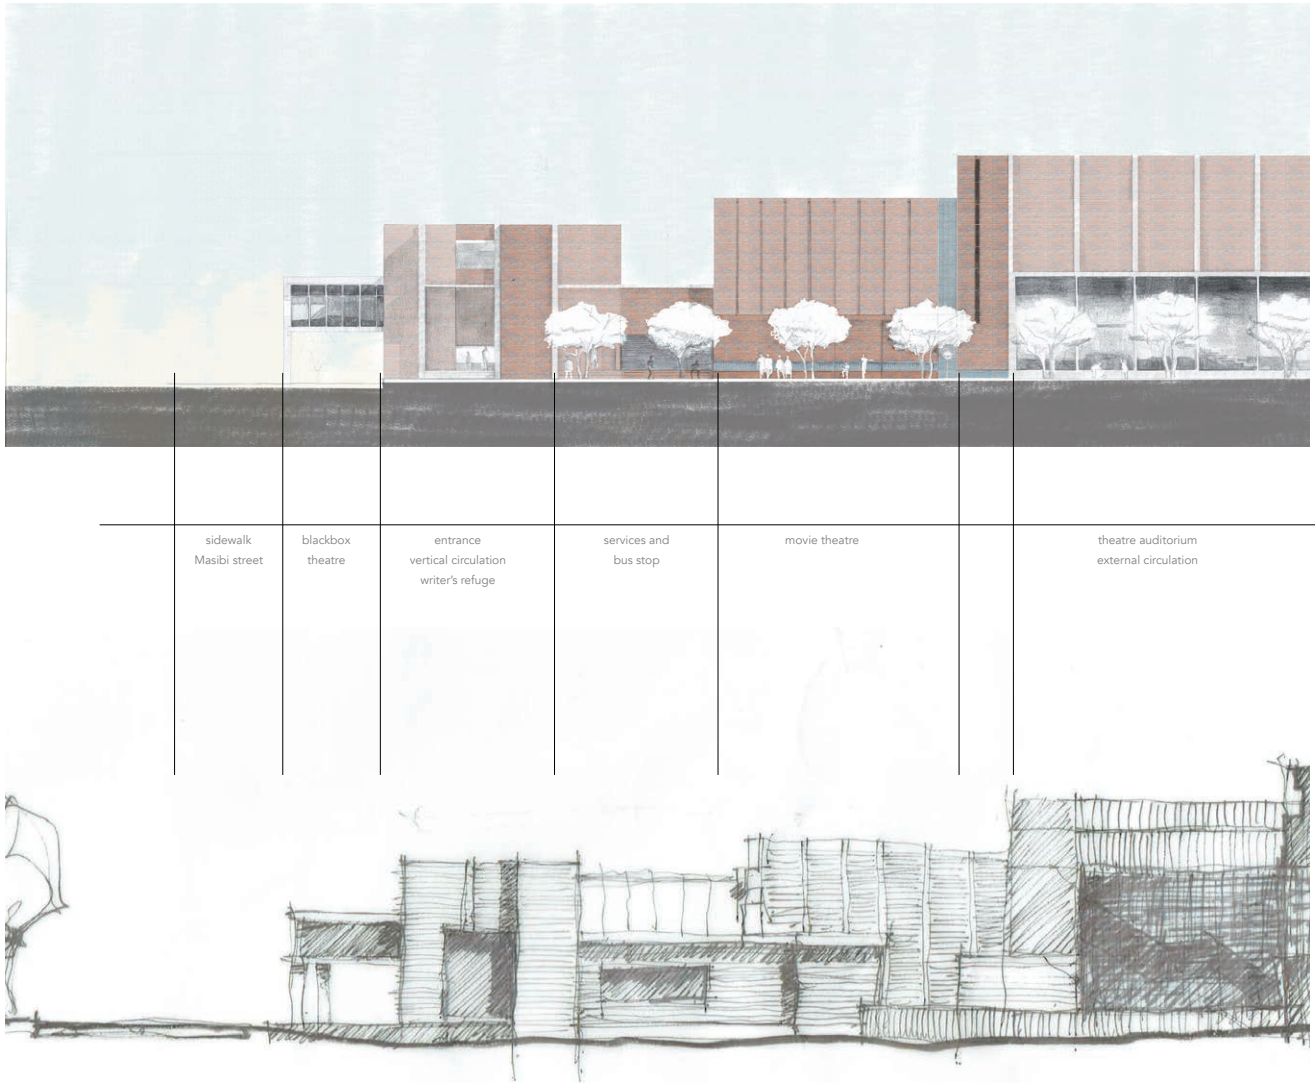 sidewalk
Masibi street
blackbox
theatre
entrance
vertical circulation
writer's refuge
services and
bus stop
movie theatre
theatre auditorium
external circulation